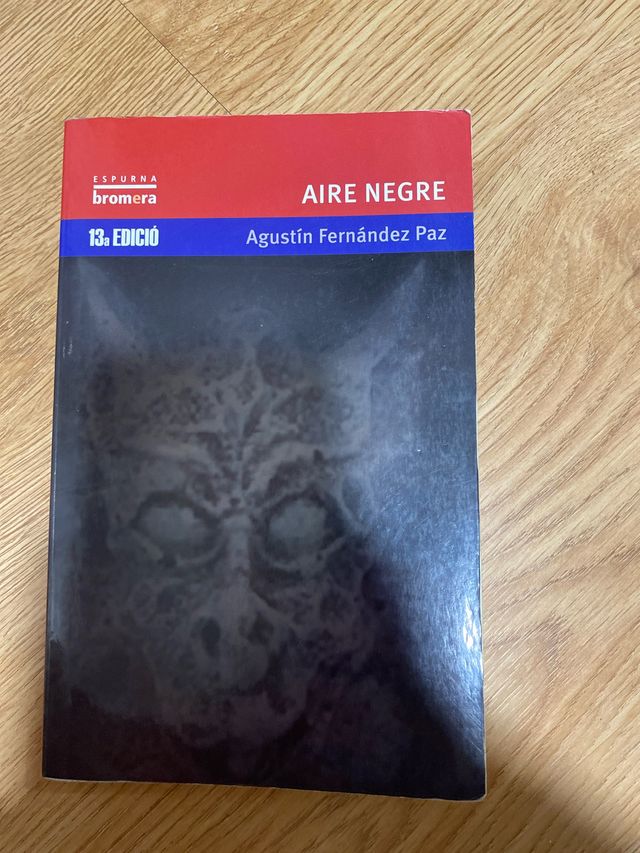 ESPURNA
bromera
AIRE NEGRE
13a EDICIÓ
Agustín Fernández Paz